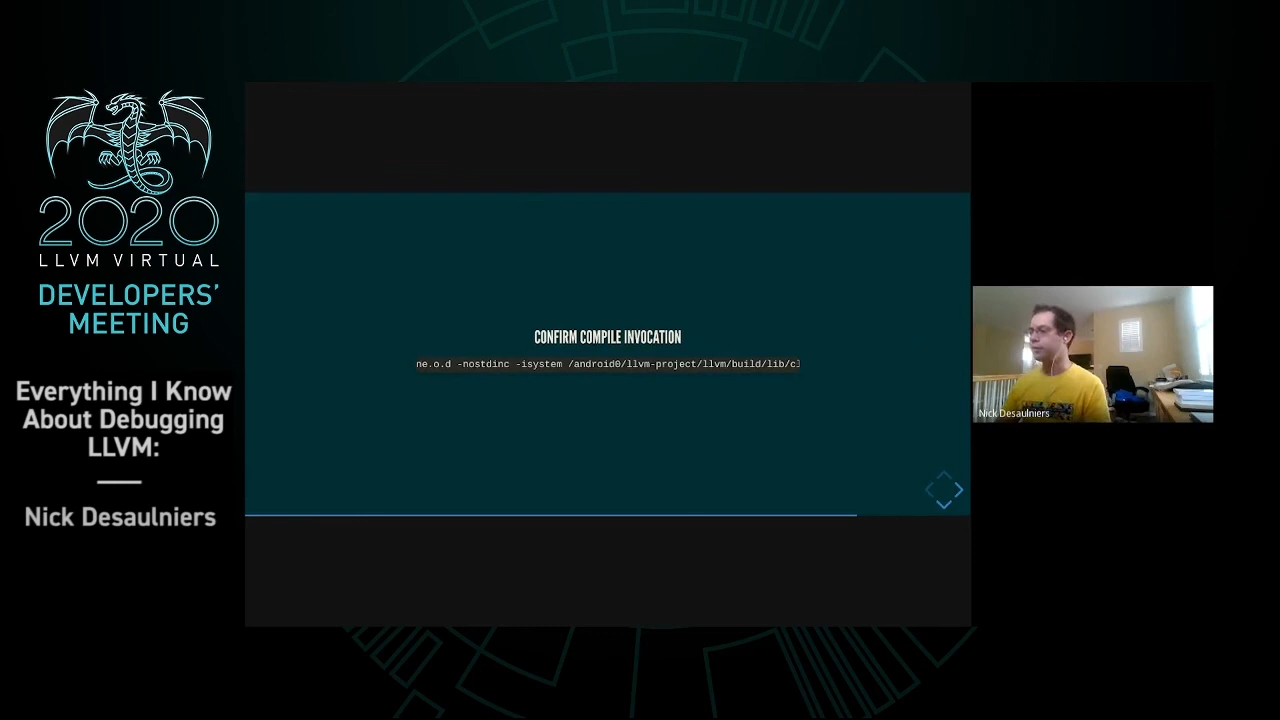 2020
LLVM VIRTUAL
DEVELOPERS'
MEETING
Everything I Know
About Debugging
LLVM:
Nick Desaulniers
CONFIRM COMPILE INVOCATION
ne.o.d -nostdinc -isystem /android0/llvm-project/llvm/build/lib/cl
Nick Desaulniers